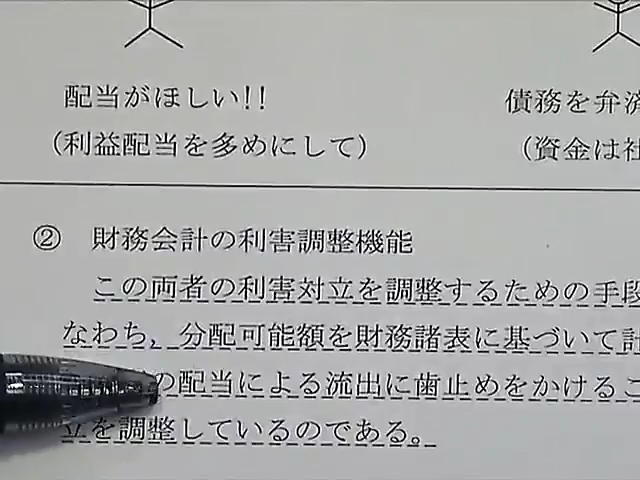 配当がほしい!!
債務を弁済
(利益配当を多めにして)
(資金は社
② 財務会計の利害調整機能
この両者の利害対立を調整するための手段
なわち，分配可能額を財務諸表に基づいて計
の配当による流出に歯止めをかけるこ
立を調整しているのである。